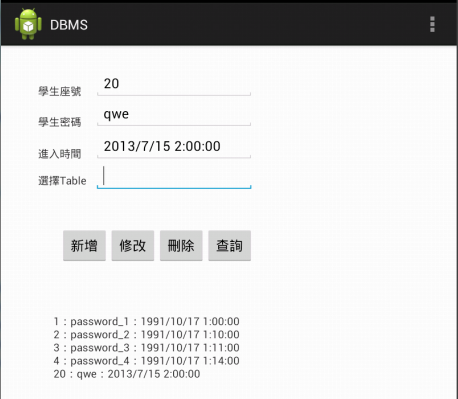 DBMS
學生座號 20
學生密碼 qwe
進入時間 2013/7/15 2:00:00
選擇Table
新增 修改 刪除 查詢
1：password_1：1991/10/17 1:00:00
2：password_2：1991/10/17 1:10:00
3：password_3：1991/10/17 1:11:00
4：password_4：1991/10/17 1:14:00
20：qwe：2013/7/15 2:00:00